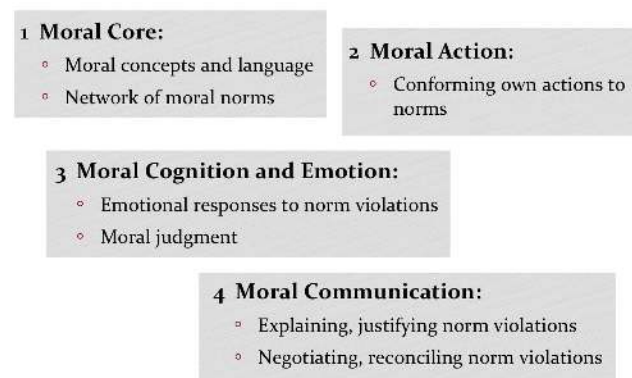 1 Moral Core:
Moral concepts and language
Network of moral norms
2 Moral Action:
Conforming own actions to
norms
3 Moral Cognition and Emotion:
Emotional responses to norm violations
Moral judgment
4 Moral Communication:
Explaining, justifying norm violations
Negotiating, reconciling norm violations